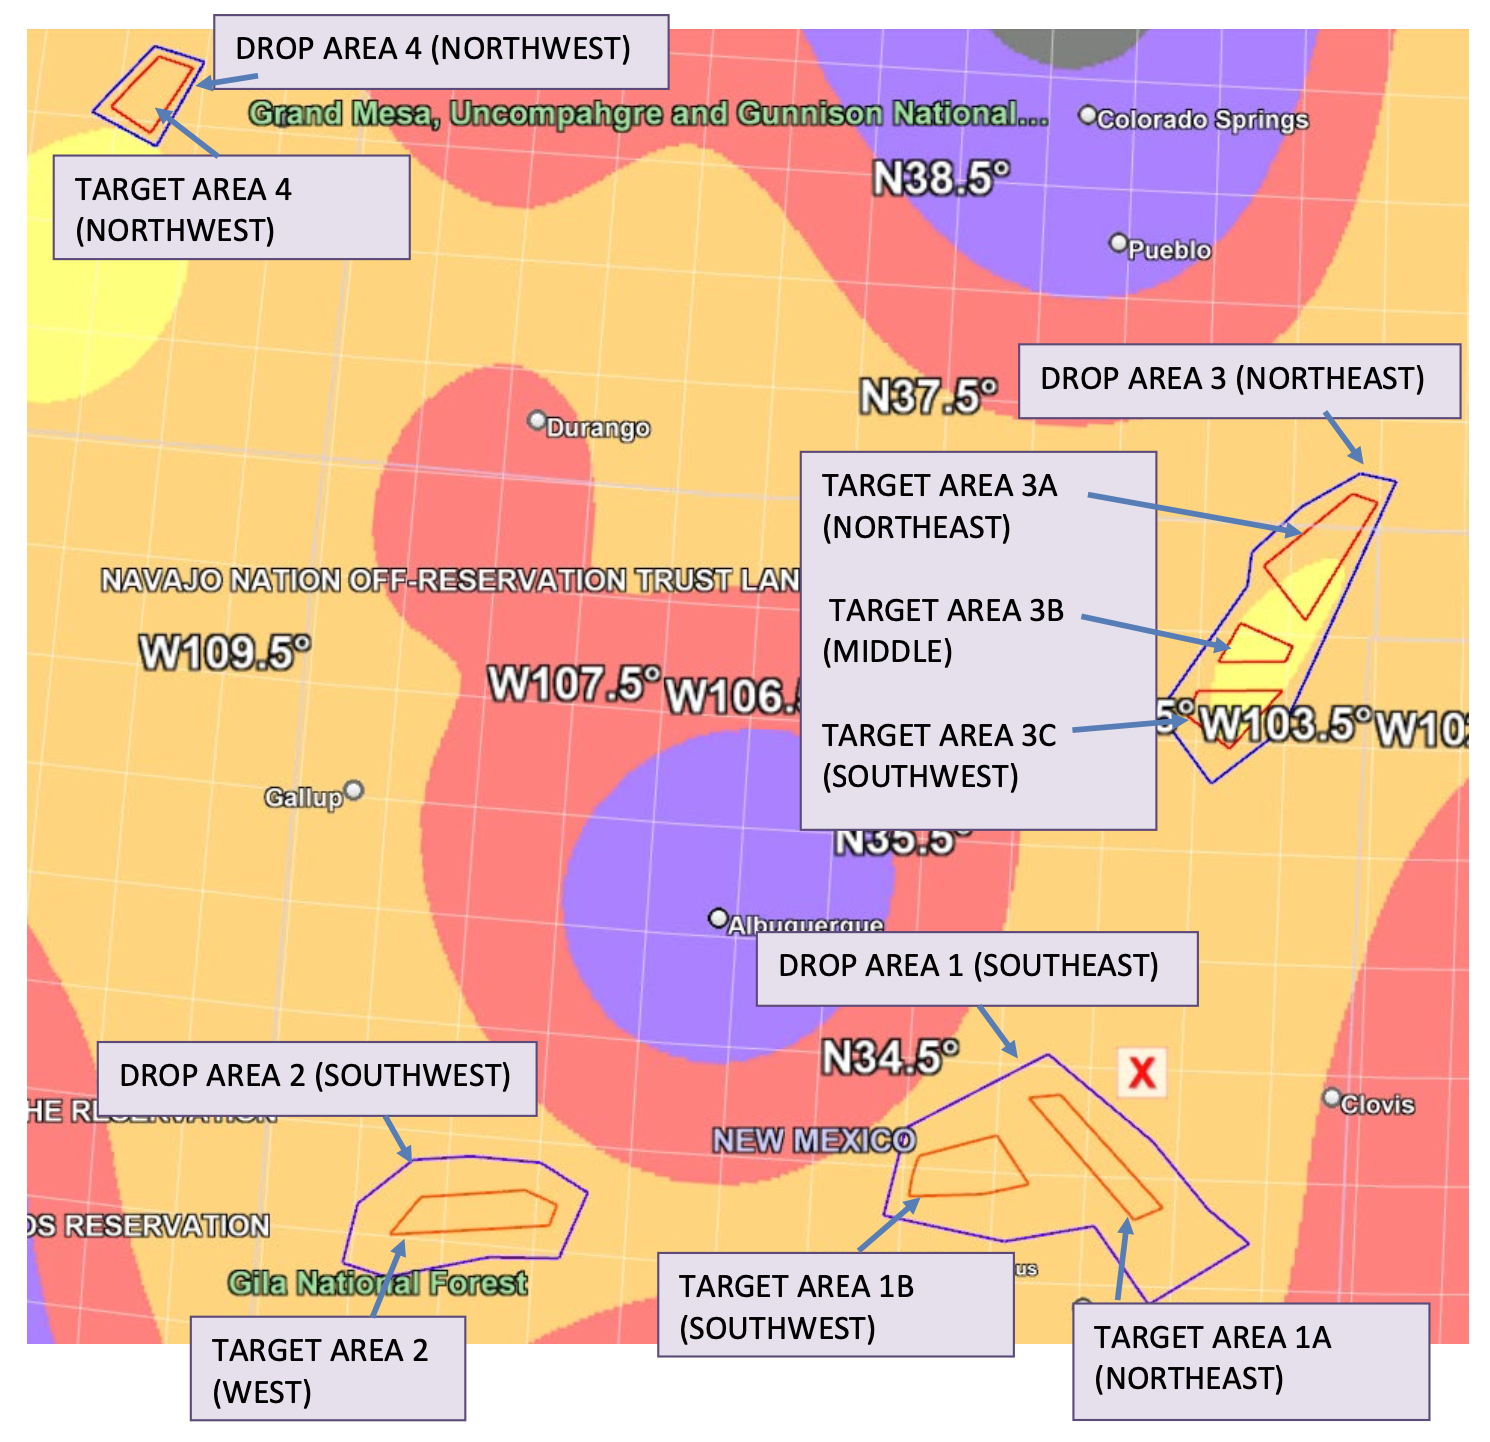 DROP AREA 4 (NORTHWEST)
Grand Mesa, Uncompahgre and Gunnison National...
Colorado Springs
TARGET AREA 4
(NORTHWEST)
N38.5°
Pueblo
DROP AREA 3 (NORTHEAST)
N37.5°
Durango
TARGET AREA 3A
(NORTHEAST)
NAVAJO NATION OFF-RESERVATION TRUST LAN
TARGET AREA 3B
(MIDDLE)
W109.5°
W107.5°
W106.
5°
W103.5°
W10
TARGET AREA 3C
(SOUTHWEST)
Gallup
N35.5°
Albuquerque
DROP AREA 1 (SOUTHEAST)
N34.5°
X
DROP AREA 2 (SOUTHWEST)
HE RESERVATION
Clovis
NEW MEXICO
DS RESERVATION
Gila National Forest
us
TARGET AREA 1B
(SOUTHWEST)
TARGET AREA 1A
(NORTHEAST)
TARGET AREA 2
(WEST)